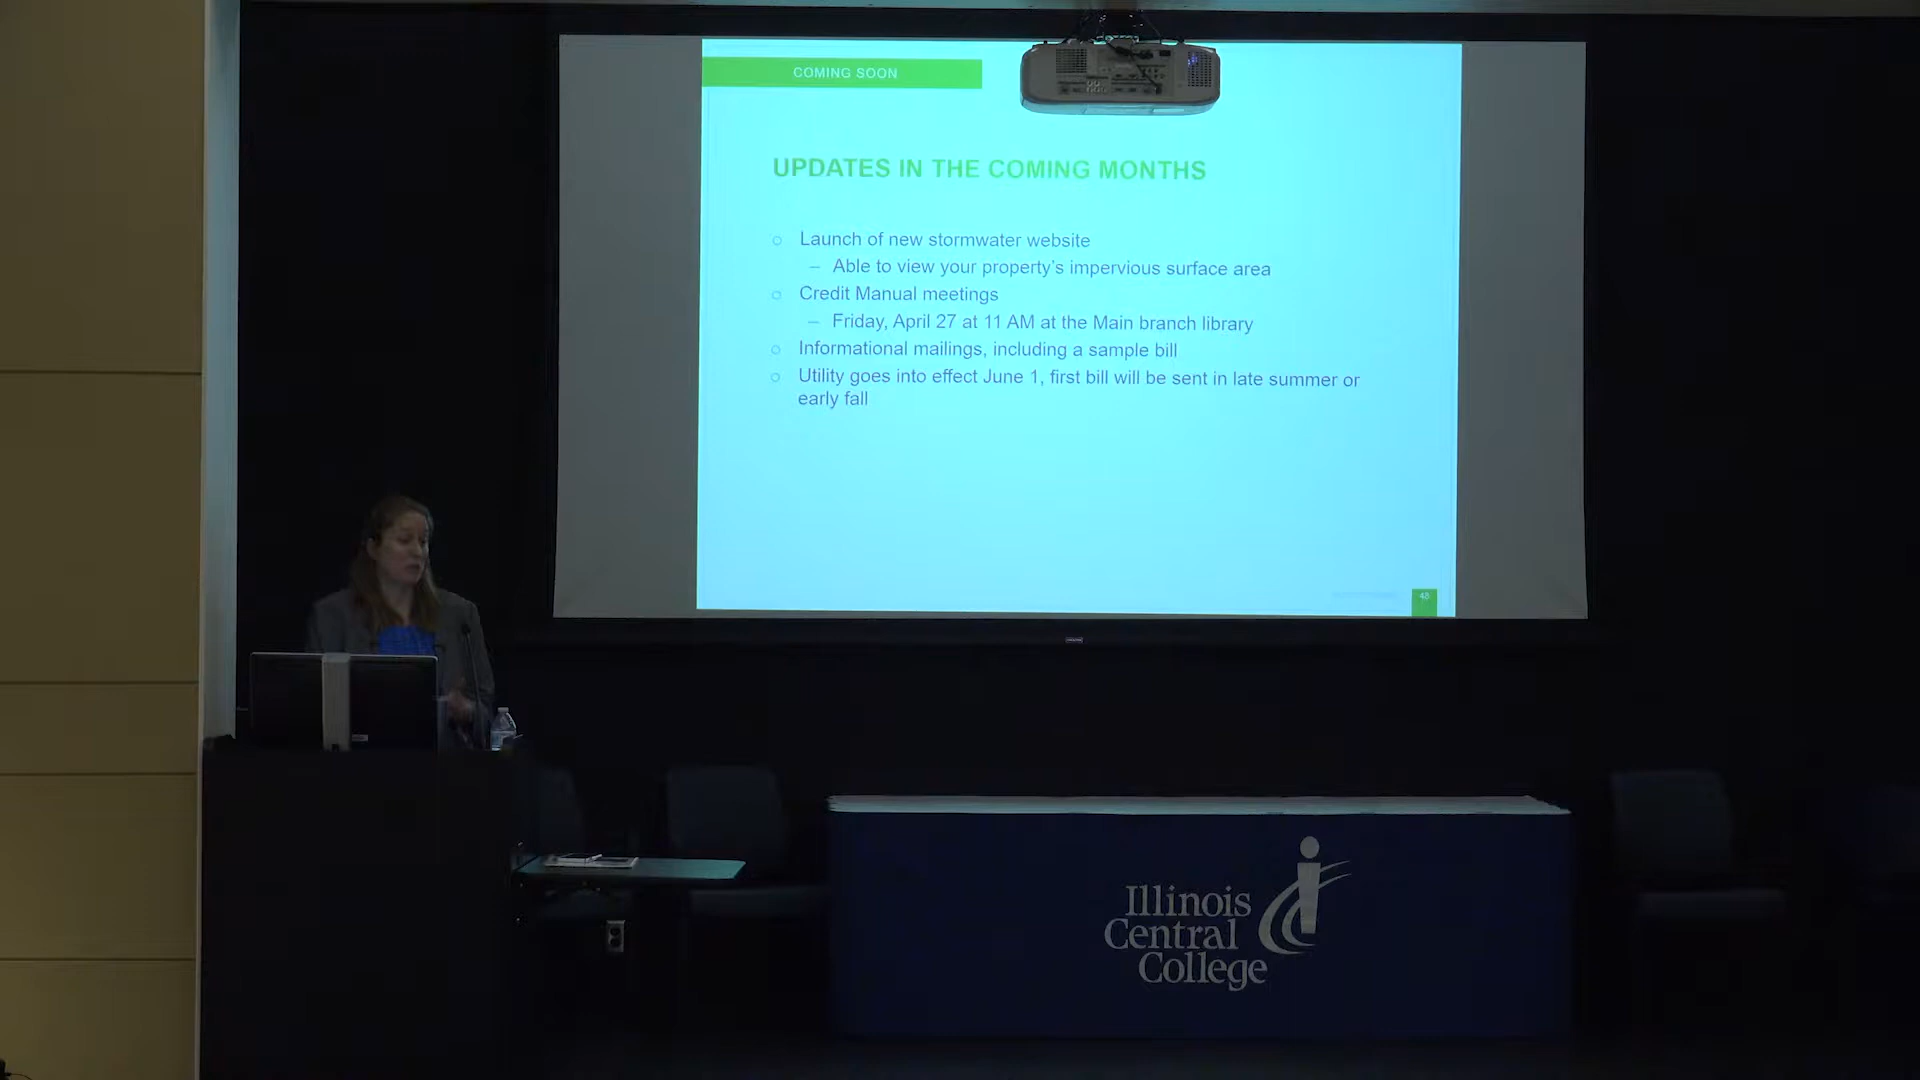 COMING SOON
UPDATES IN THE COMING MONTHS
○ Launch of new stormwater website
– Able to view your property's impervious surface area
○ Credit Manual meetings
– Friday, April 27 at 11 AM at the Main branch library
○ Informational mailings, including a sample bill
○ Utility goes into effect June 1, first bill will be sent in late summer or
early fall
48
Illinois
Central
College